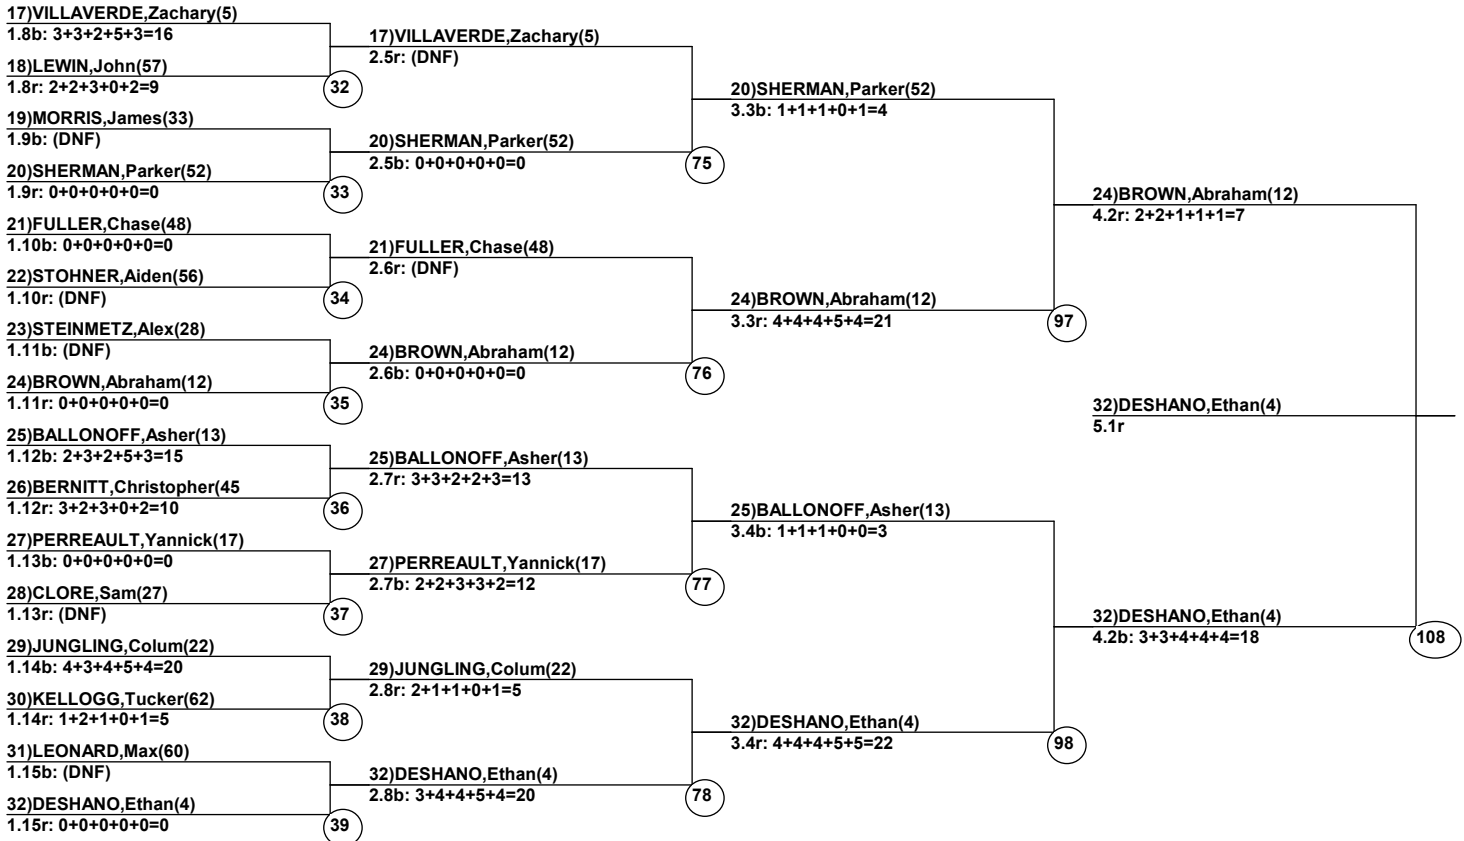 17)VILLAVERDE,Zachary(5)
1.8b: 3+3+2+5+3=16
18)LEWIN,John(57)
1.8r: 2+2+3+0+2=9
32
19)MORRIS,James(33)
1.9b: (DNF)
20)SHERMAN,Parker(52)
1.9r: 0+0+0+0+0=0
33
21)FULLER,Chase(48)
1.10b: 0+0+0+0+0=0
22)STOHNER,Aiden(56)
1.10r: (DNF)
34
23)STEINMETZ,Alex(28)
1.11b: (DNF)
24)BROWN,Abraham(12)
1.11r: 0+0+0+0+0=0
35
25)BALLONOFF,Asher(13)
1.12b: 2+3+2+5+3=15
26)BERNITT,Christopher(45
1.12r: 3+2+3+0+2=10
36
27)PERREAULT,Yannick(17)
1.13b: 0+0+0+0+0=0
28)CLORE,Sam(27)
1.13r: (DNF)
37
29)JUNGLING,Colum(22)
1.14b: 4+3+4+5+4=20
30)KELLOGG,Tucker(62)
1.14r: 1+2+1+0+1=5
38
31)LEONARD,Max(60)
1.15b: (DNF)
32)DESHANO,Ethan(4)
1.15r: 0+0+0+0+0=0
39
17)VILLAVERDE,Zachary(5)
2.5r: (DNF)
20)SHERMAN,Parker(52)
2.5b: 0+0+0+0+0=0
75
21)FULLER,Chase(48)
2.6r: (DNF)
24)BROWN,Abraham(12)
2.6b: 0+0+0+0+0=0
76
25)BALLONOFF,Asher(13)
2.7r: 3+3+2+2+3=13
27)PERREAULT,Yannick(17)
2.7b: 2+2+3+3+2=12
77
29)JUNGLING,Colum(22)
2.8r: 2+1+1+0+1=5
32)DESHANO,Ethan(4)
2.8b: 3+4+4+5+4=20
78
20)SHERMAN,Parker(52)
3.3b: 1+1+1+0+1=4
24)BROWN,Abraham(12)
3.3r: 4+4+4+5+4=21
97
25)BALLONOFF,Asher(13)
3.4b: 1+1+1+0+0=3
32)DESHANO,Ethan(4)
3.4r: 4+4+4+5+5=22
98
24)BROWN,Abraham(12)
4.2r: 2+2+1+1+1=7
32)DESHANO,Ethan(4)
5.1r
32)DESHANO,Ethan(4)
4.2b: 3+3+4+4+4=18
108